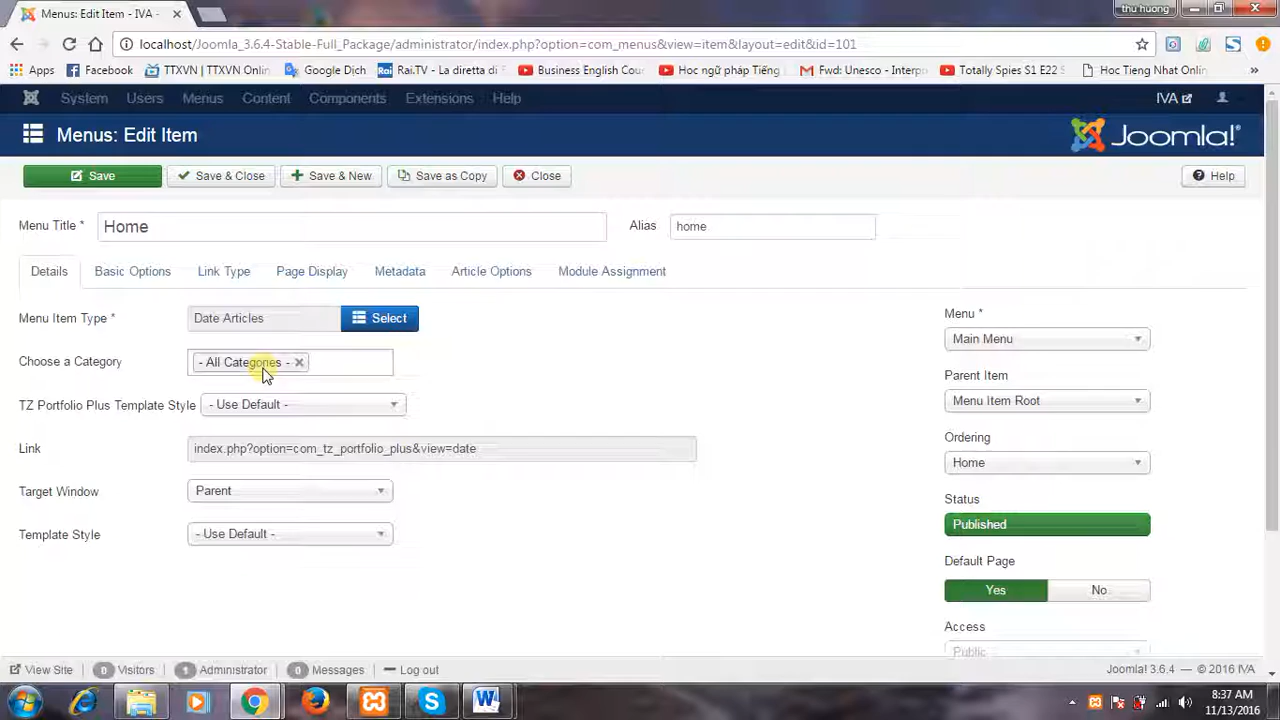 Menus: Edit Item - IVA -
thu huong
localhost/Joomla_3.6.4-Stable-Full_Package/administrator/index.php?option=com_menus&view=item&layout=edit&id=101
Apps Facebook TTXVN TTXVN Onlin Google Dịch Rai.TV - La diretta di Business English Cou Học ngữ pháp Tiếng Fwd: Unesco - Interp Totally Spies S1 E22 Hoc Tieng Nhat Onlin »
System Users Menus Content Components Extensions Help IVA
Menus: Edit Item Joomla!
Save Save & Close Save & New Save as Copy Close Help
Menu Title * Home Alias home
Details Basic Options Link Type Page Display Metadata Article Options Module Assignment
Menu Item Type * Date Articles Select
Menu *
Main Menu
Choose a Category - All Categories -
Parent Item
Menu Item Root
TZ Portfolio Plus Template Style - Use Default -
Ordering
Home
Link index.php?option=com_tz_portfolio_plus&view=date
Target Window Parent
Status
Published
Template Style - Use Default -
Default Page
Yes No
Access
Public
View Site 0 Visitors 1 Administrator 0 Messages Log out Joomla! 3.6.4 — © 2016 IVA
8:37 AM
11/13/2016